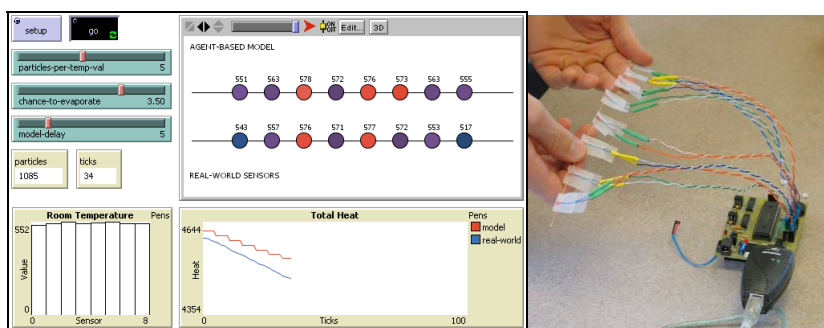 setup
go
particles-per-temp-val 5
chance-to-evaporate 3.50
model-delay 5
particles
1085
ticks
34
ON
OFF
Edit...
3D
AGENT-BASED MODEL
551 563 578 572 576 573 563 555
543 557 576 571 577 572 553 517
REAL-WORLD SENSORS
Room Temperature
Pens
552
Value
0
0 Sensor 8
Total Heat
Pens
model
real-world
4644
Heat
4354
0 Ticks 100